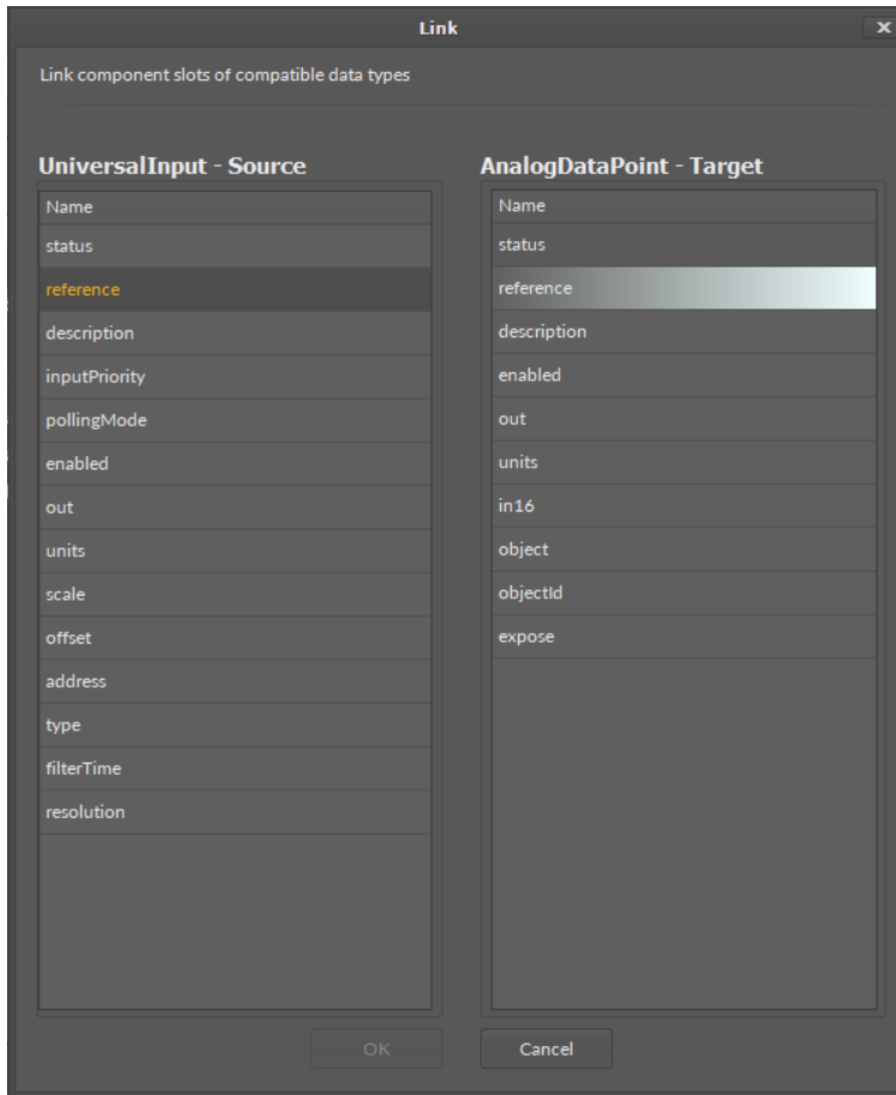 Link
Link component slots of compatible data types
UniversalInput - Source
Name
status
reference
description
inputPriority
pollingMode
enabled
out
units
scale
offset
address
type
filterTime
resolution
AnalogDataPoint - Target
Name
status
reference
description
enabled
out
units
in16
object
objectId
expose
OK
Cancel